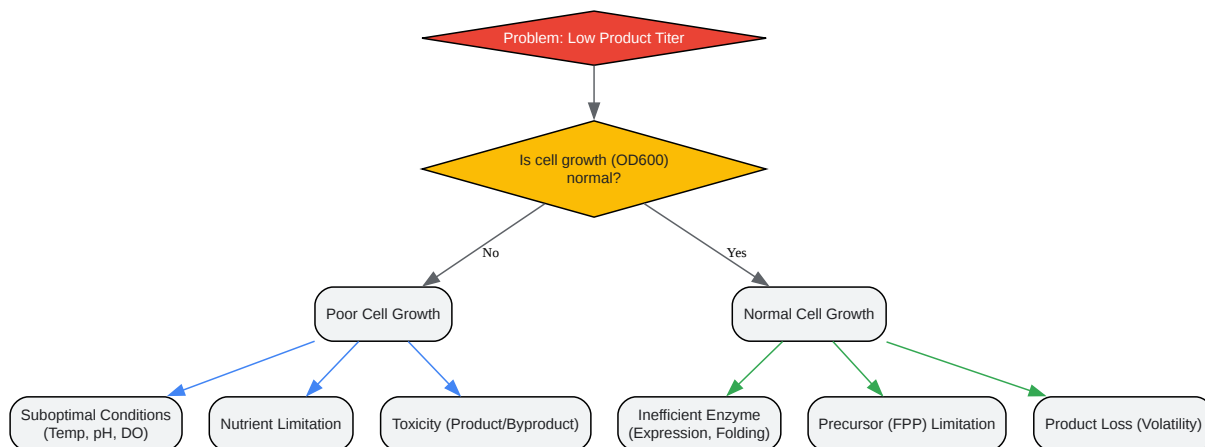 Problem: Low Product Titer
Is cell growth (OD600)
normal?
No
Yes
Poor Cell Growth
Normal Cell Growth
Suboptimal Conditions
(Temp, pH, DO)
Nutrient Limitation
Toxicity (Product/Byproduct)
Inefficient Enzyme
(Expression, Folding)
Precursor (FPP) Limitation
Product Loss (Volatility)